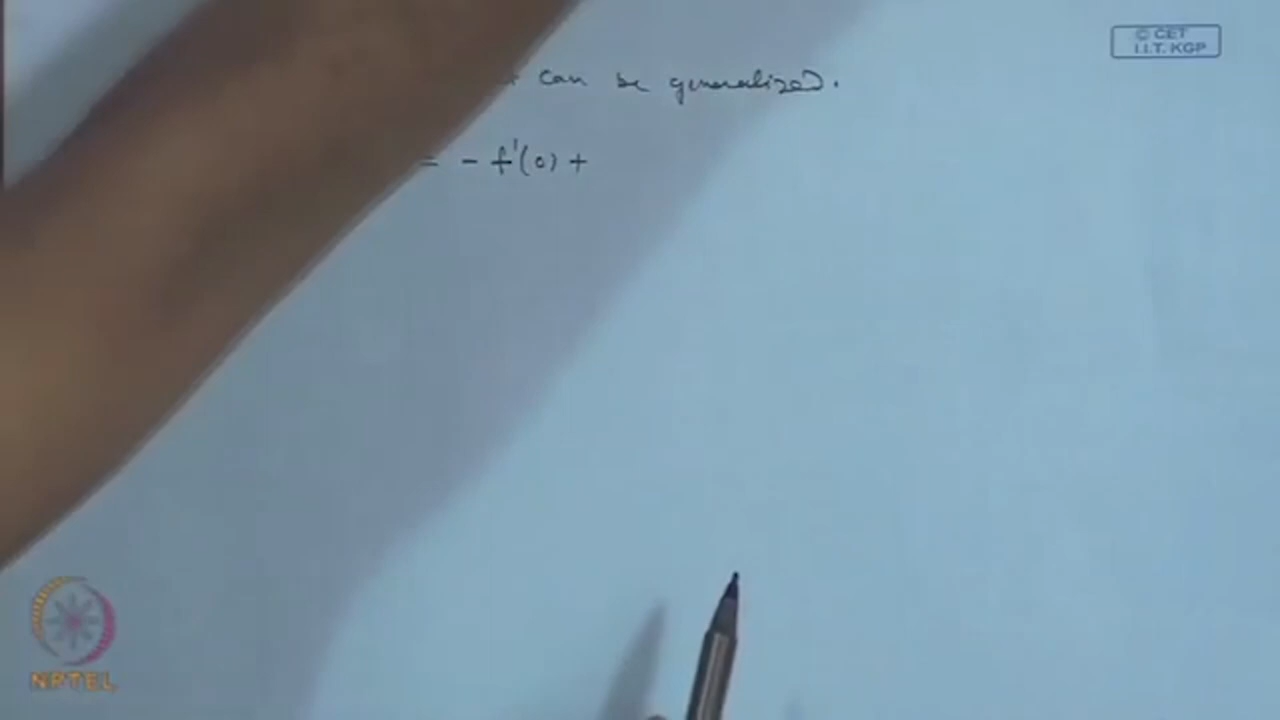 © CET
I.I.T. KGP
can be generalized.
= - f'(0) +
NPTEL